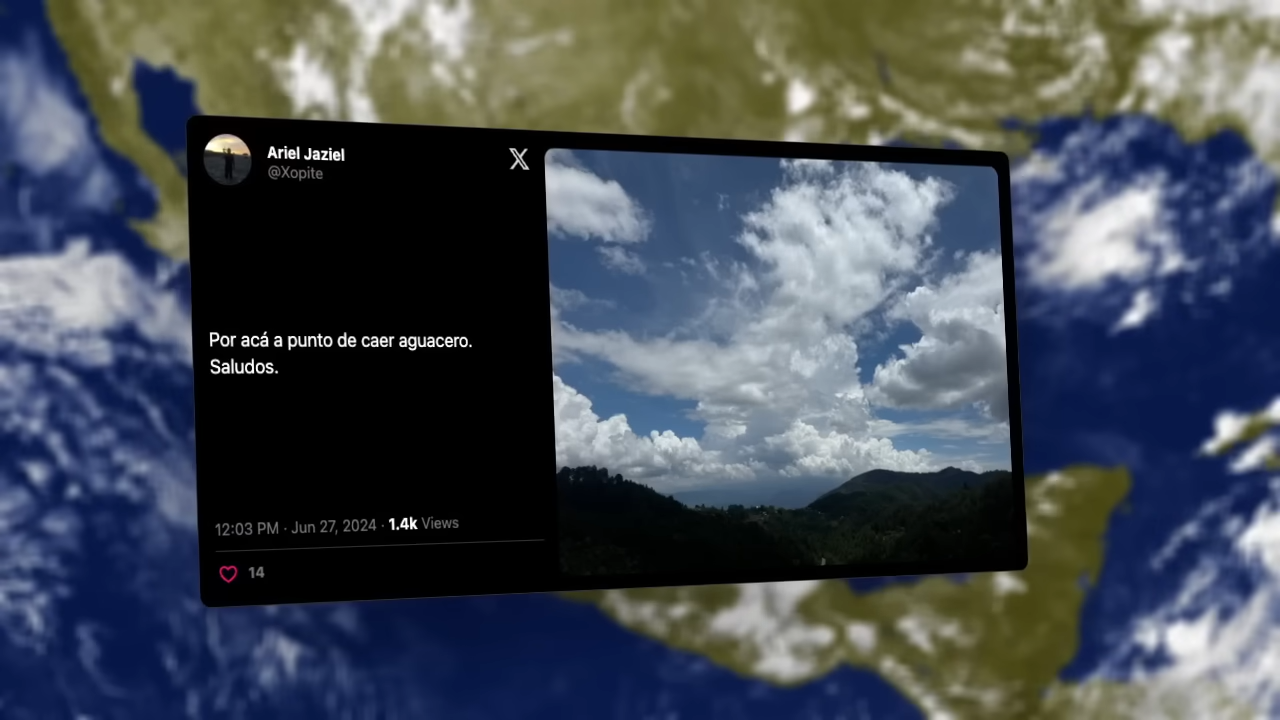 Ariel Jaziel
@Xopite
Por acá a punto de caer aguacero.
Saludos.
12:03 PM · Jun 27, 2024 · 1.4k Views
14